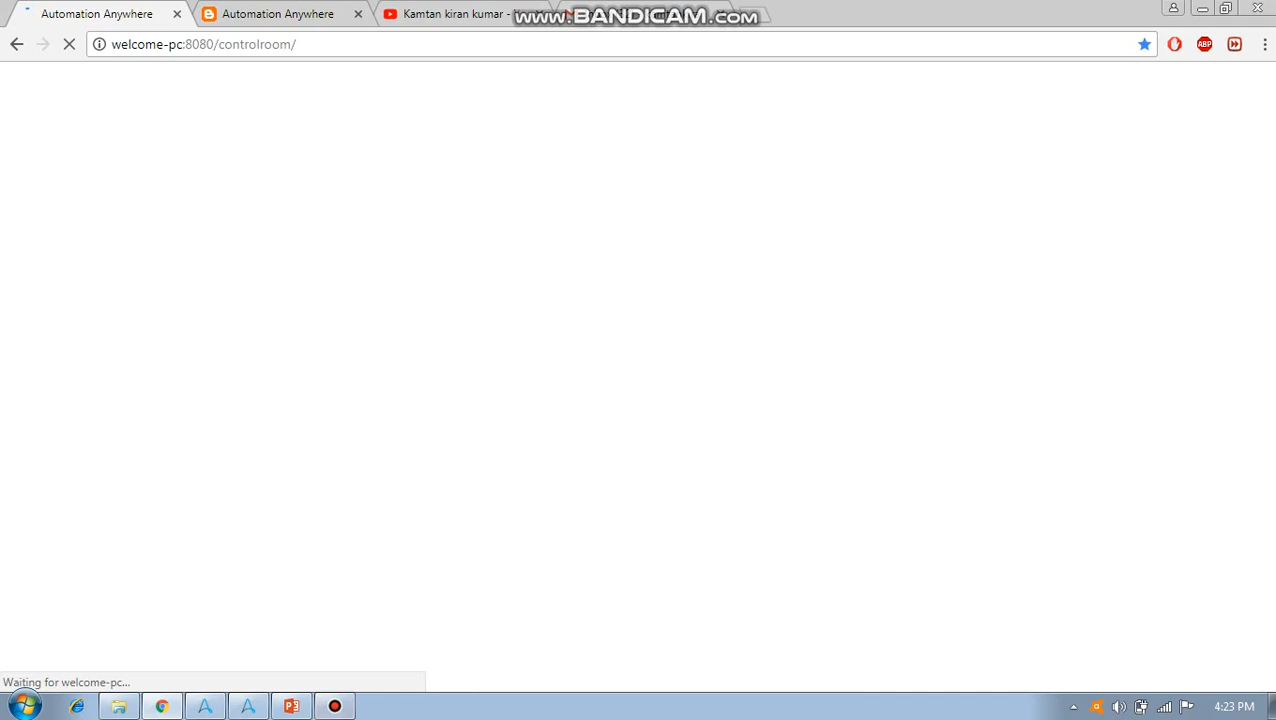 Automation Anywhere
Automation Anywhere
Kamtan kiran kumar -
www.BANDICAM.com
welcome-pc:8080/controlroom/
ABP
Waiting for welcome-pc...
4:23 PM